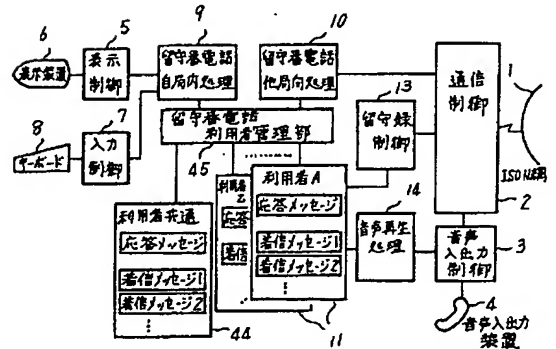 6
5
9
10
表示装置
表示
制御
留守番電話
自局内処理
留守番電話
他局向処理
通信
制御
1
13
7
8
キーボード
入力
制御
留守番電話
利用者管理部
45
留守録
制御
ISDN網
2
利用者
Z
応答
着信
利用者A
応答メッセージ
着信メッセージ1
着信メッセージ2
14
音声再生
処理
音声
入出力
制御
3
利用者共通
応答メッセージ
着信メッセージ1
着信メッセージ2
44
11
4
音声入出力
装置